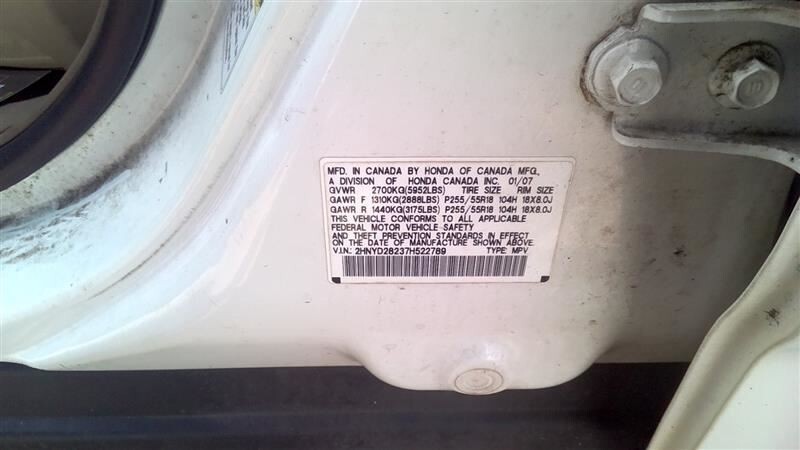 MFD. IN CANADA BY HONDA OF CANADA MFG.,
A DIVISION OF HONDA CANADA INC. 01/07
GVWR 2700KG(5952LBS) TIRE SIZE RIM SIZE
GAWR F 1310KG(2888LBS) P255/55R18 104H 18X8.0J
GAWR R 1440KG(3175LBS) P255/55R18 104H 18X8.0J
THIS VEHICLE CONFORMS TO ALL APPLICABLE
FEDERAL MOTOR VEHICLE SAFETY
AND THEFT PREVENTION STANDARDS IN EFFECT
ON THE DATE OF MANUFACTURE SHOWN ABOVE.
V.I.N.: 2HNYD28237H522789 TYPE: MPV